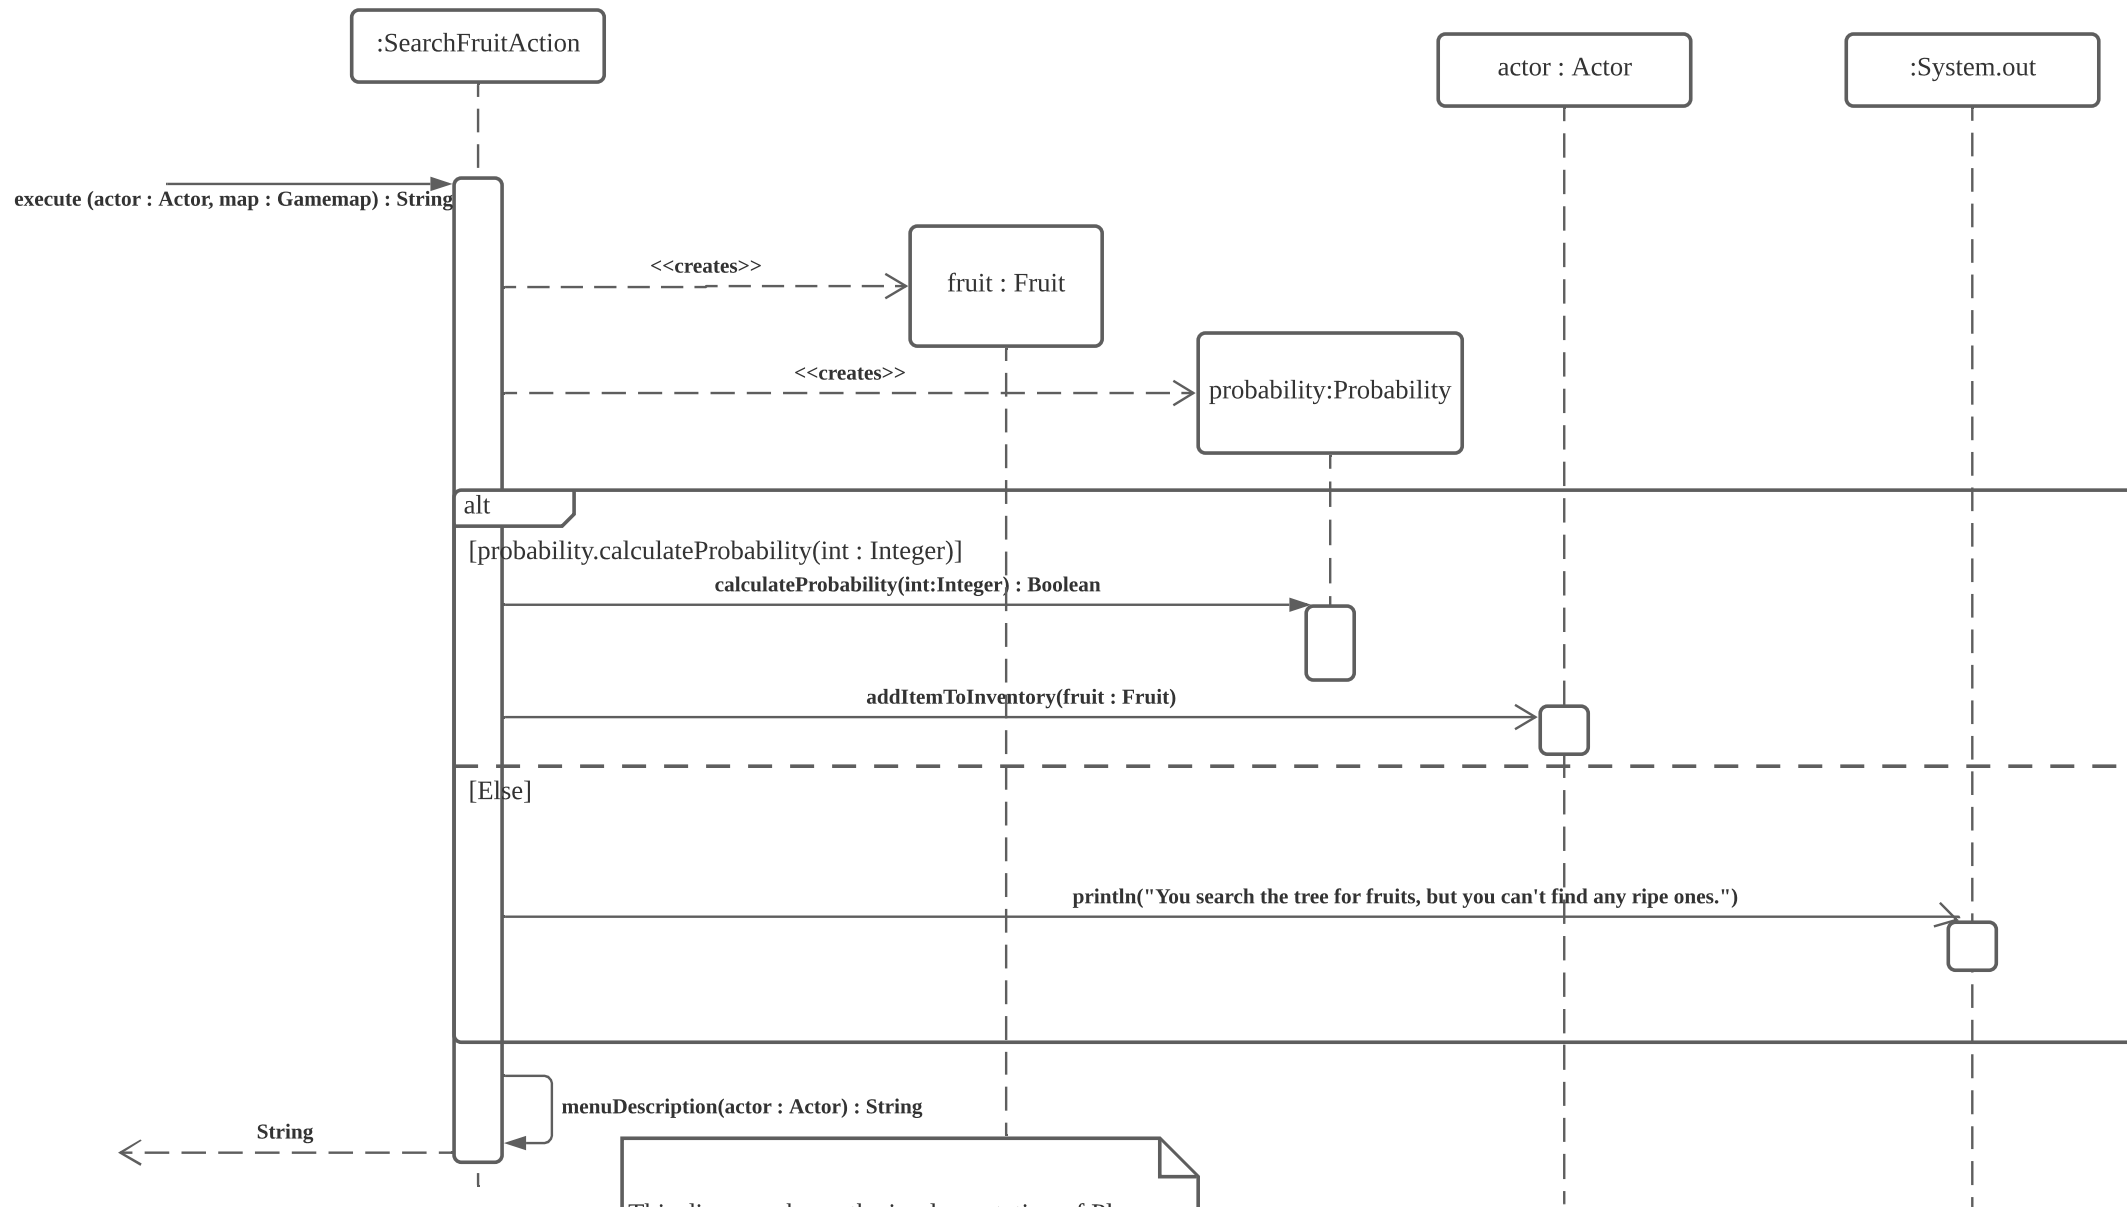 :SearchFruitAction
actor : Actor
:System.out
execute (actor : Actor, map : Gamemap) : String
<<creates>>
fruit : Fruit
<<creates>>
probability:Probability
alt
[probability.calculateProbability(int : Integer)]
calculateProbability(int:Integer) : Boolean
addItemToInventory(fruit : Fruit)
[Else]
println("You search the tree for fruits, but you can't find any ripe ones.")
menuDescription(actor : Actor) : String
String